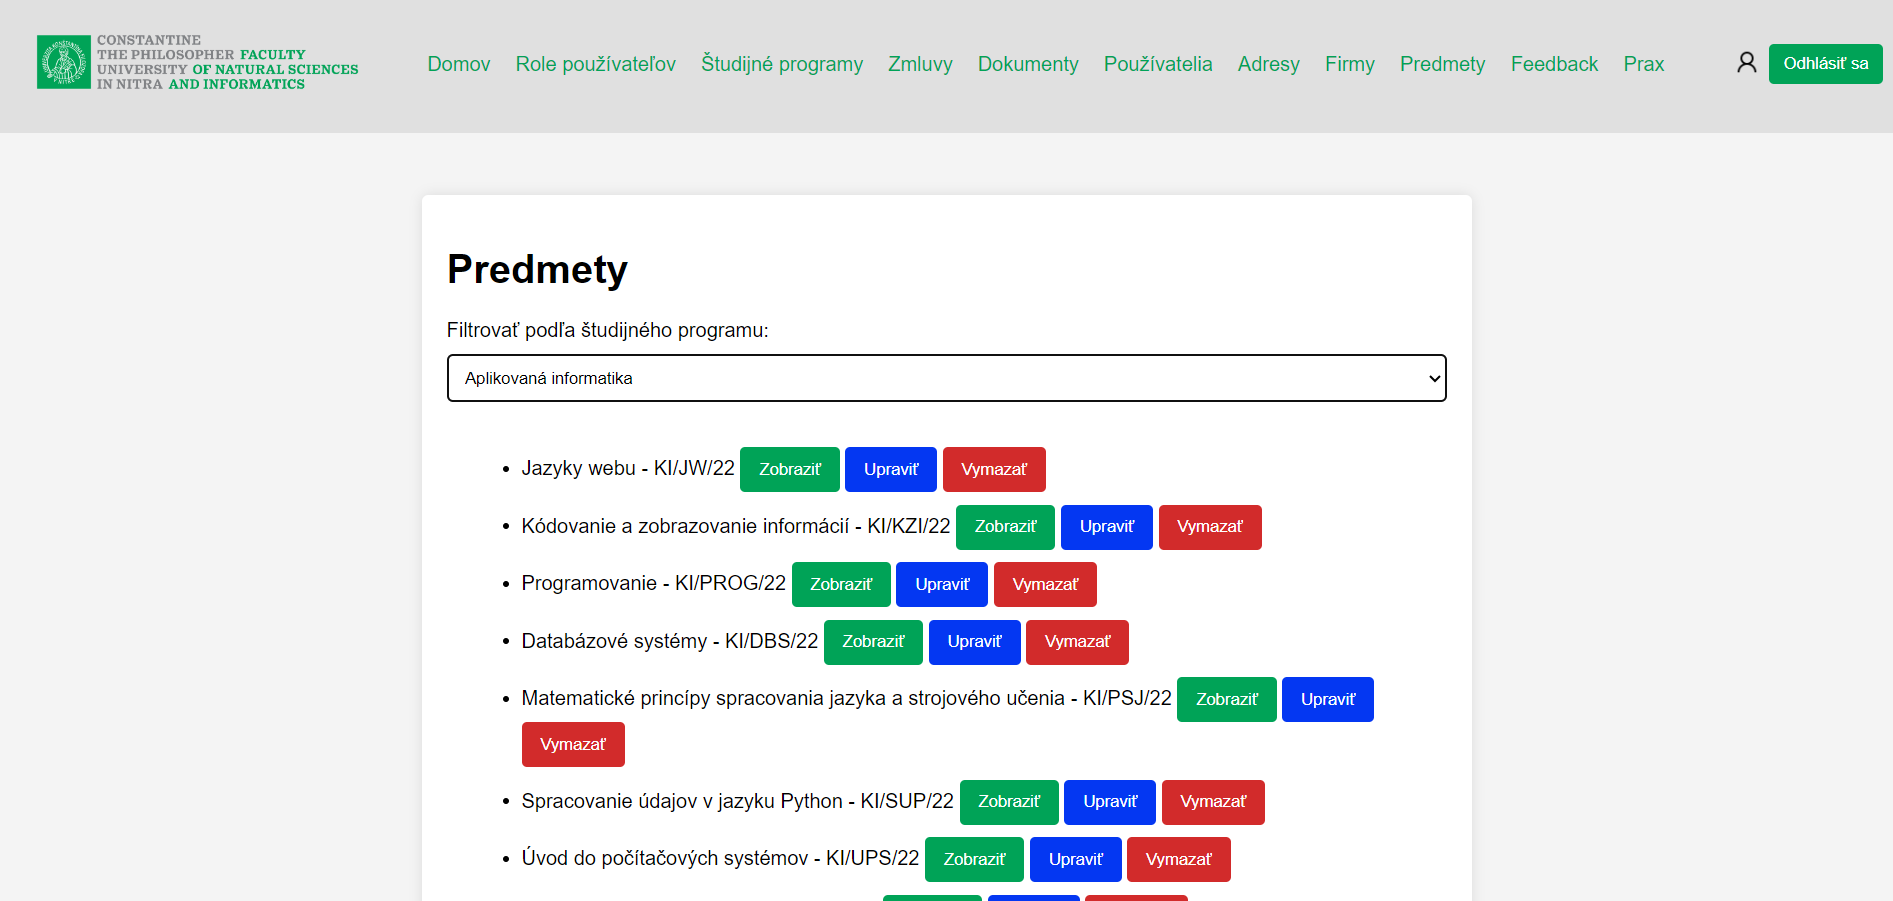 CONSTANTINE
THE PHILOSOPHER FACULTY
UNIVERSITY OF NATURAL SCIENCES
IN NITRA AND INFORMATICS
Domov Role používateľov Študijné programy Zmluvy Dokumenty Používatelia Adresy Firmy Predmety Feedback Prax Odhlásiť sa
Predmety
Filtrovať podľa študijného programu:
Aplikovaná informatika
• Jazyky webu - KI/JW/22 Zobraziť Upraviť Vymazať
• Kódovanie a zobrazovanie informácií - KI/KZI/22 Zobraziť Upraviť Vymazať
• Programovanie - KI/PROG/22 Zobraziť Upraviť Vymazať
• Databázové systémy - KI/DBS/22 Zobraziť Upraviť Vymazať
• Matematické princípy spracovania jazyka a strojového učenia - KI/PSJ/22 Zobraziť Upraviť
Vymazať
• Spracovanie údajov v jazyku Python - KI/SUP/22 Zobraziť Upraviť Vymazať
• Úvod do počítačových systémov - KI/UPS/22 Zobraziť Upraviť Vymazať